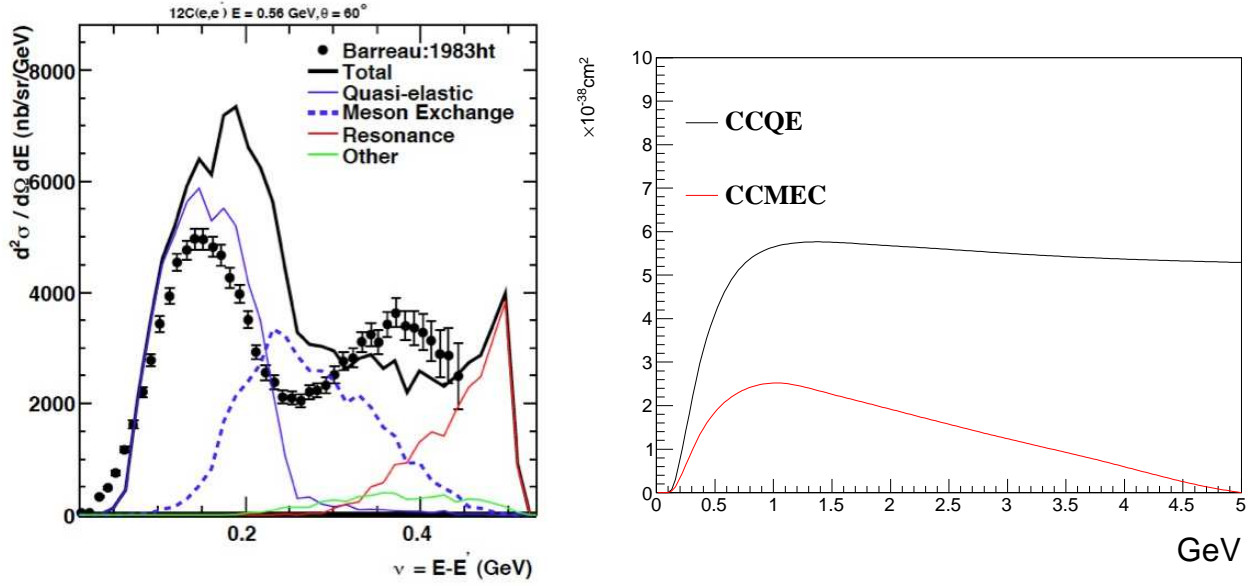 12C(e,e') E = 0.56 GeV,θ = 60°
Barreau:1983ht
Total
Quasi-elastic
Meson Exchange
Resonance
Other
d²σ / dΩ dE (nb/sr/GeV)
8000
6000
4000
2000
0
0.2
0.4
ν = E-E' (GeV)
×10⁻³⁸cm²
10
9
8
7
6
5
4
3
2
1
0
CCQE
CCMEC
0 0.5 1 1.5 2 2.5 3 3.5 4 4.5 5
GeV